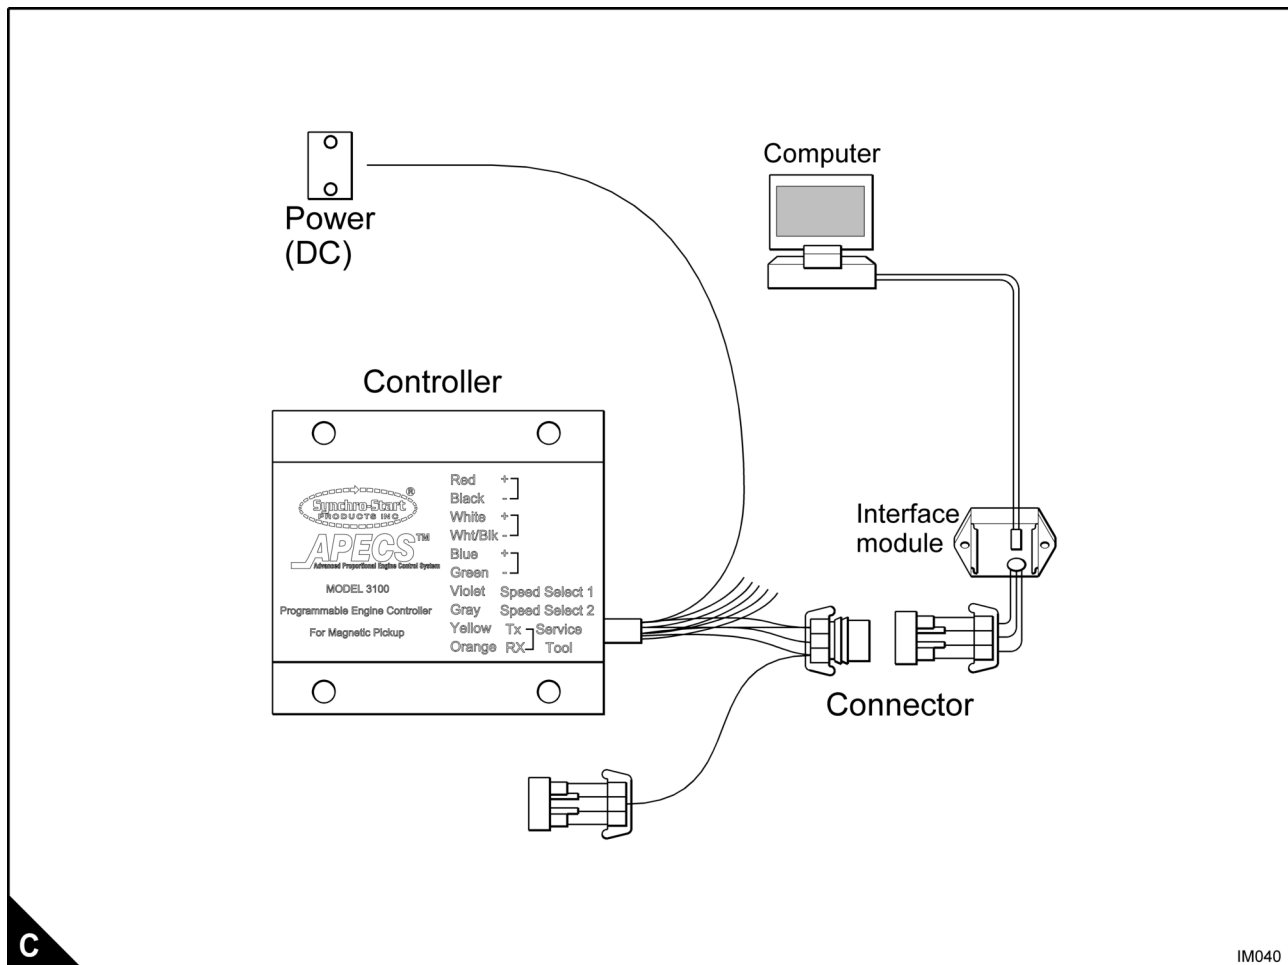 Computer
Power
(DC)
Controller
Synchro-Start ®
PRODUCTS INC
APECS™
Advanced Proportional Engine Control System
MODEL 3100
Programmable Engine Controller
For Magnetic Pickup
Red +
Black -
White +
Wht/Blk -
Blue +
Green -
Violet Speed Select 1
Gray Speed Select 2
Yellow Tx Service
Orange RX Tool
Interface
module
Connector
C
IM040